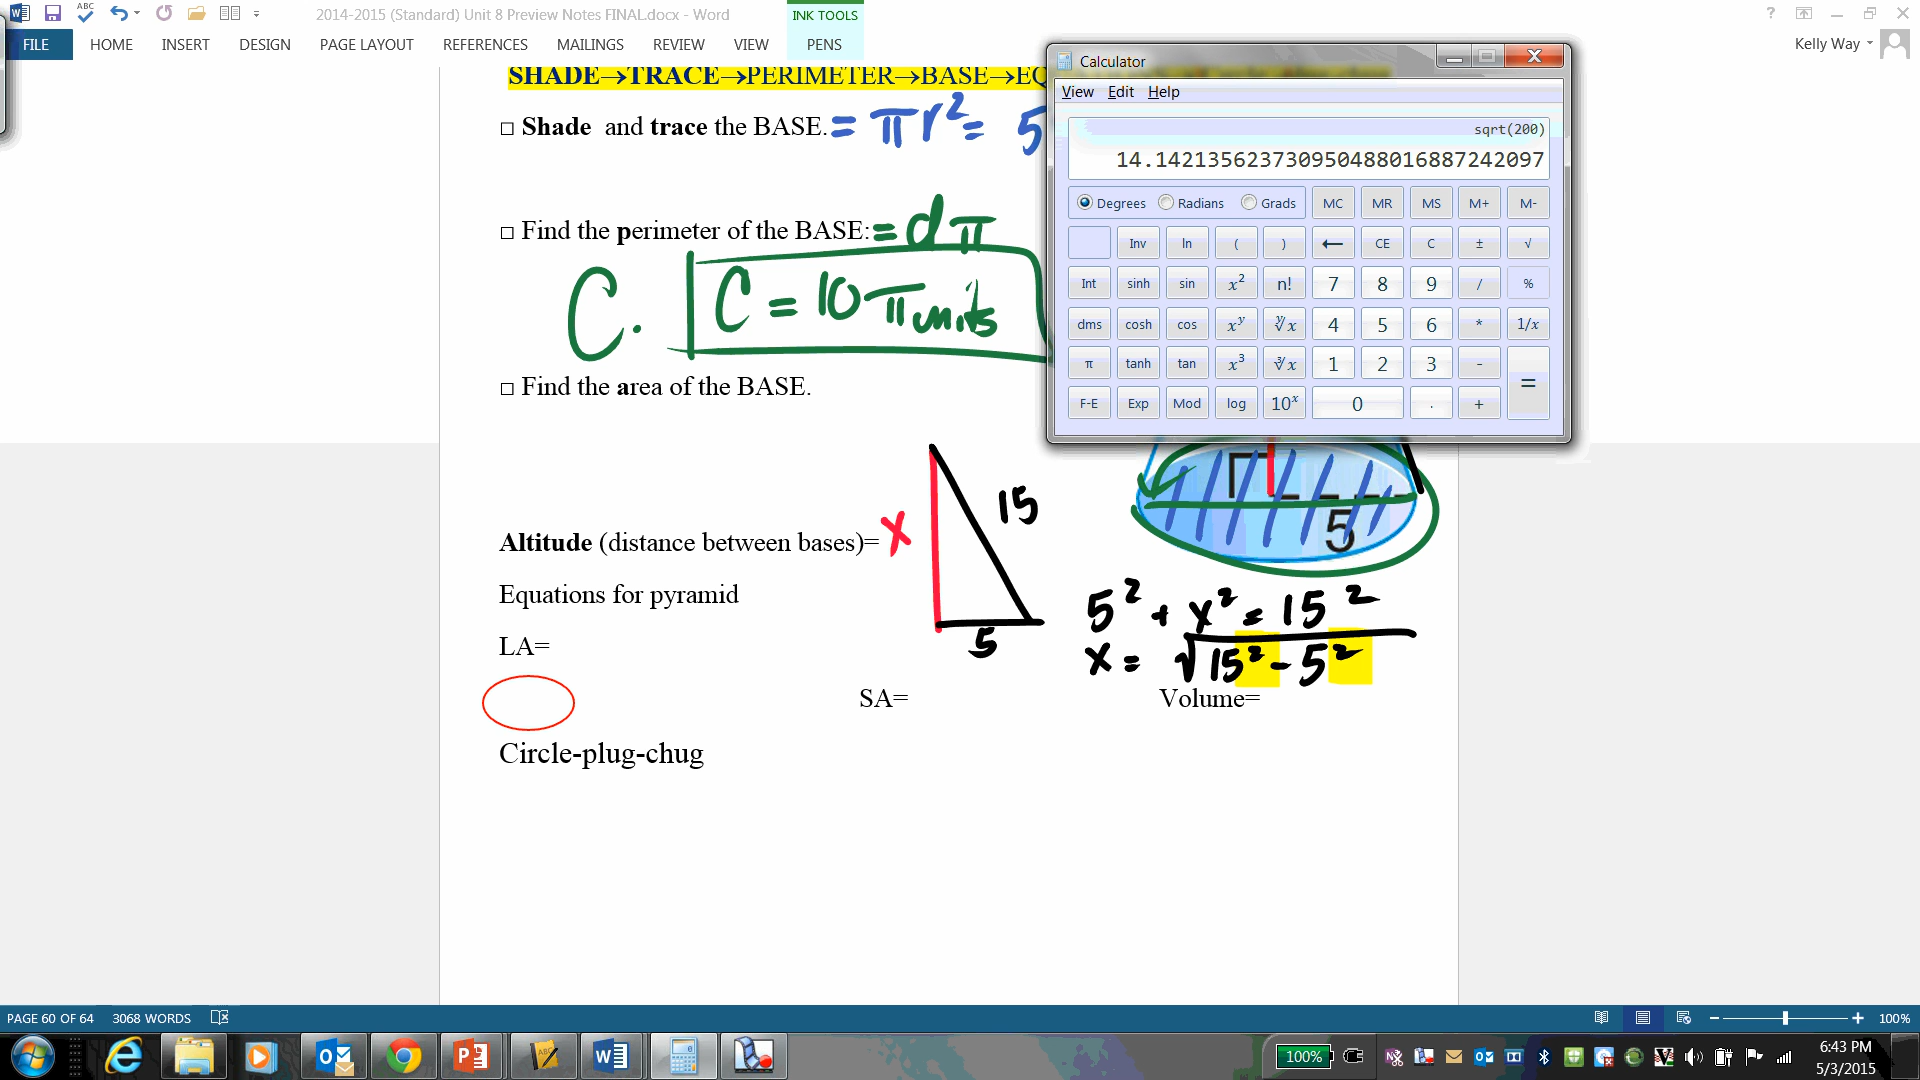 2014-2015 (Standard) Unit 8 Preview Notes FINAL.docx - Word
INK TOOLS
FILE HOME INSERT DESIGN PAGE LAYOUT REFERENCES MAILINGS REVIEW VIEW PENS
Kelly Way
SHADE→TRACE→PERIMETER→BASE→EQ
□ Shade and trace the BASE. = πr² = 5
□ Find the perimeter of the BASE: = dπ
C. C = 10π units
□ Find the area of the BASE.
Calculator
View Edit Help
sqrt(200)
14.142135623730950488016887242097
Degrees Radians Grads MC MR MS M+ M-
Inv ln ( ) ← CE C ± √
Int sinh sin x² n! 7 8 9 / %
dms cosh cos xʸ ʸ√x 4 5 6 * 1/x
π tanh tan x³ ³√x 1 2 3 - =
F-E Exp Mod log 10ˣ 0 . +
15
5
Altitude (distance between bases)= x
5
5² + x² = 15²
x = √15² - 5²
Equations for pyramid
LA=
SA= Volume=
Circle-plug-chug
PAGE 60 OF 64 3068 WORDS
100%
100%
6:43 PM
5/3/2015